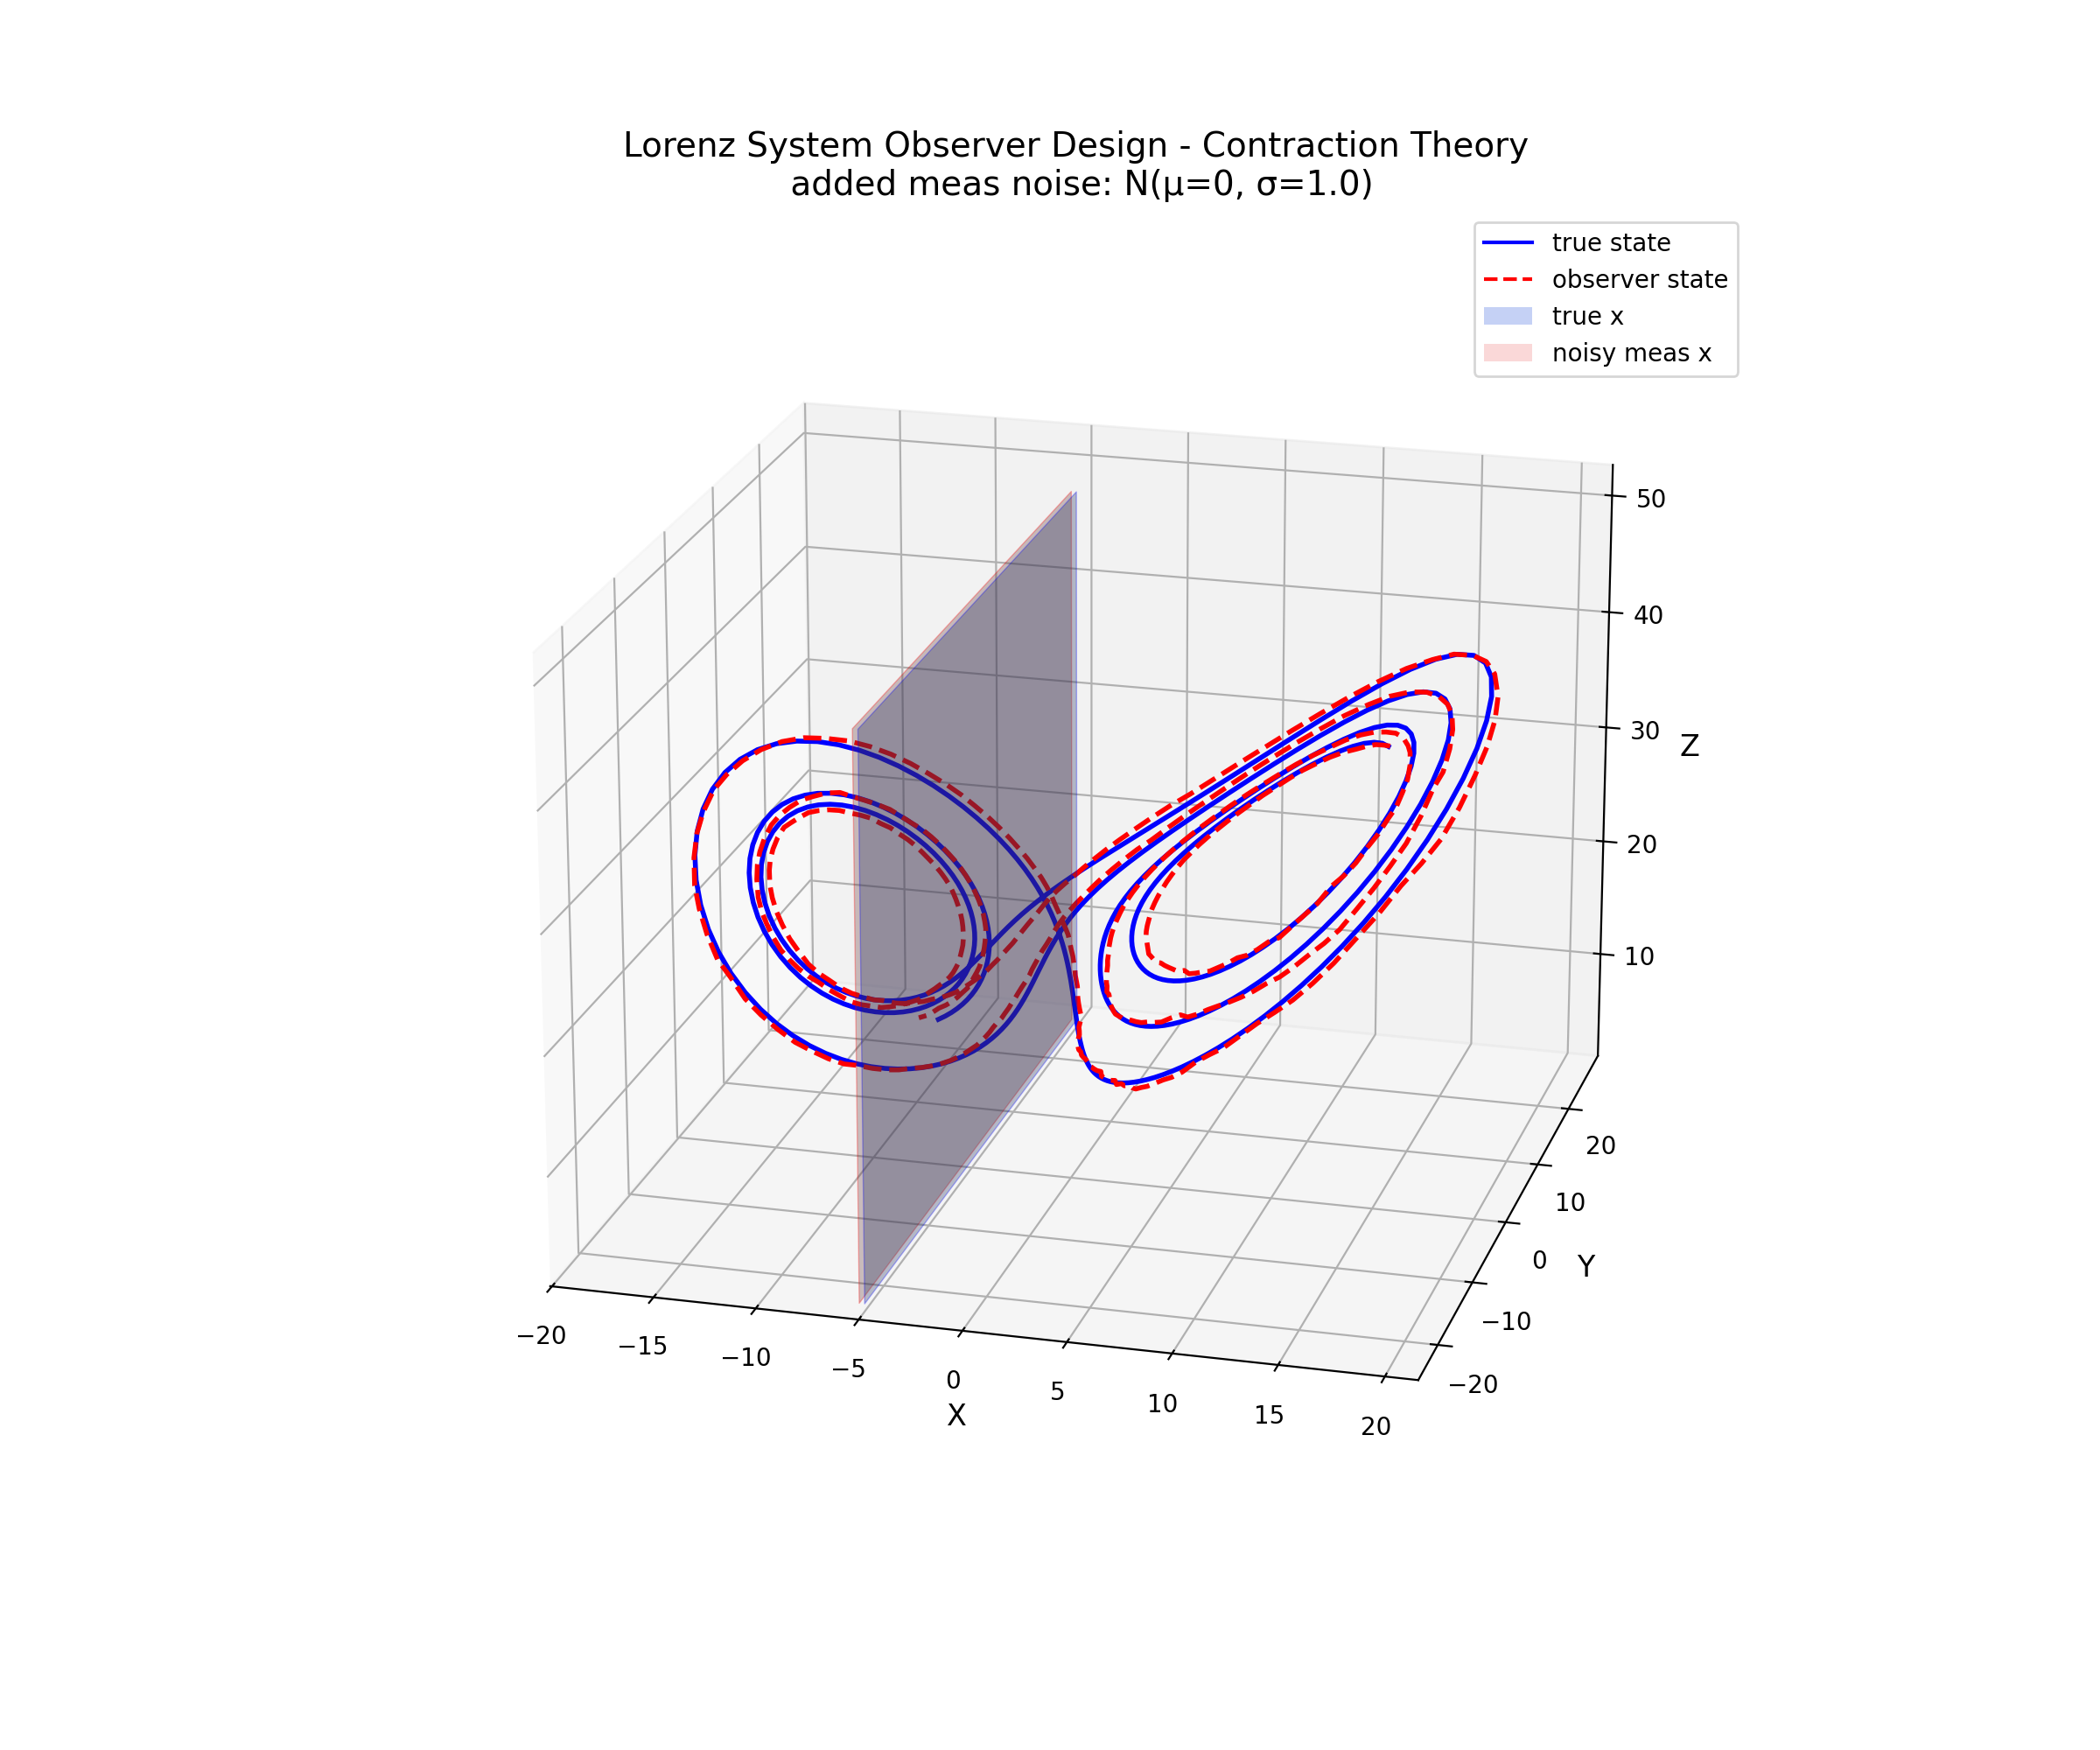 Lorenz System Observer Design - Contraction Theory
added meas noise: N(μ=0, σ=1.0)
true state
observer state
true x
noisy meas x
50
40
30
Z
20
10
20
10
0
Y
−10
−20
−20
−15
−10
−5
0
5
10
15
20
X